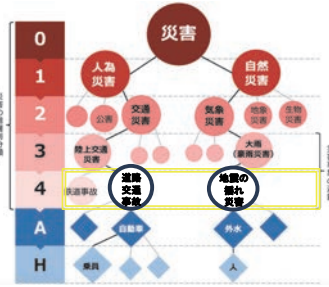 災害
0
1
人為
災害
自然
災害
2
公害
交通
災害
気象
災害
地象
災害
生物
災害
3
陸上交通
災害
大雨
(豪雨災害)
4
鉄道事故
道路
交通
事故
地震の
揺れ
災害
A
自動車
外水
H
乗員
人